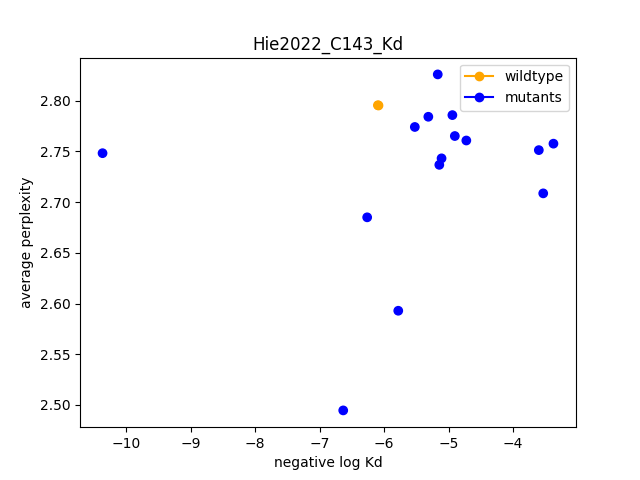 Hie2022_C143_Kd
wildtype
mutants
average perplexity
2.80
2.75
2.70
2.65
2.60
2.55
2.50
−10 −9 −8 −7 −6 −5 −4
negative log Kd